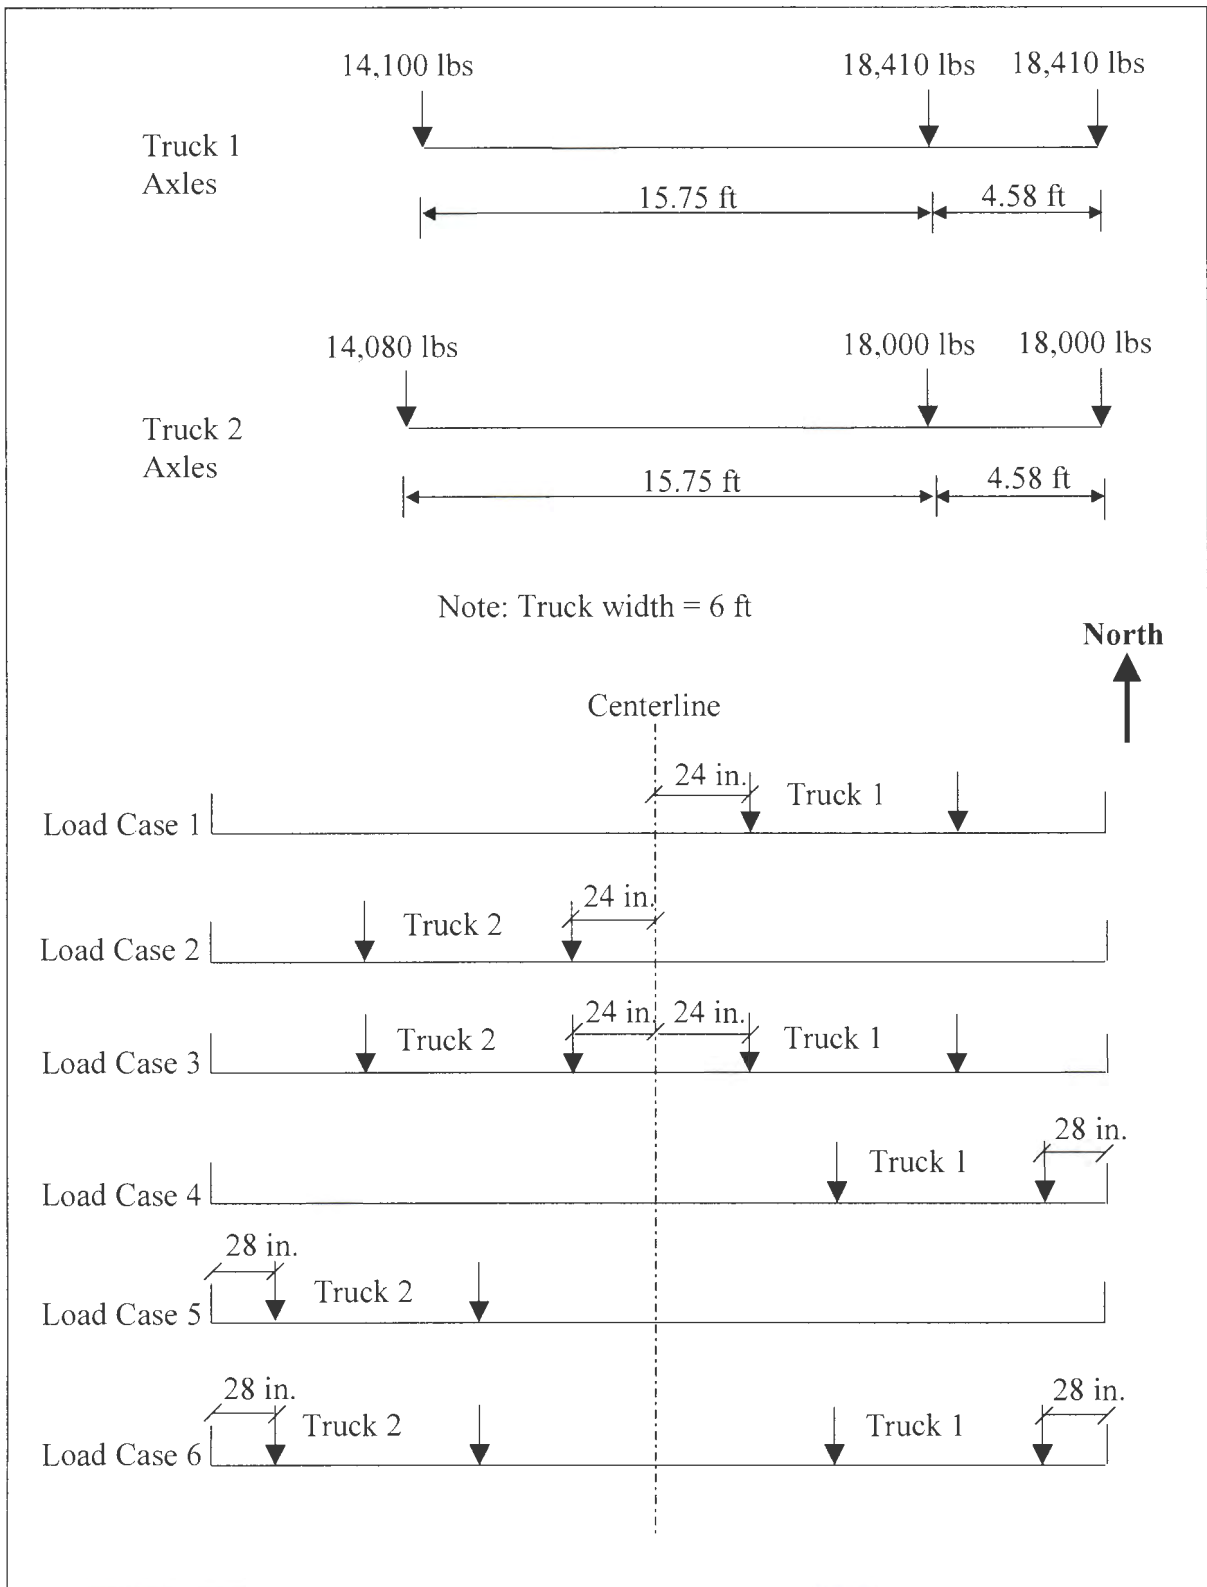 14,100 lbs 18,410 lbs 18,410 lbs
Truck 1
Axles
15.75 ft 4.58 ft
14,080 lbs 18,000 lbs 18,000 lbs
Truck 2
Axles
15.75 ft 4.58 ft
Note: Truck width = 6 ft
North
Centerline
24 in. Truck 1
Load Case 1
24 in.
Truck 2
Load Case 2
24 in. 24 in.
Truck 2 Truck 1
Load Case 3
28 in.
Truck 1
Load Case 4
28 in.
Truck 2
Load Case 5
28 in. 28 in.
Truck 2 Truck 1
Load Case 6